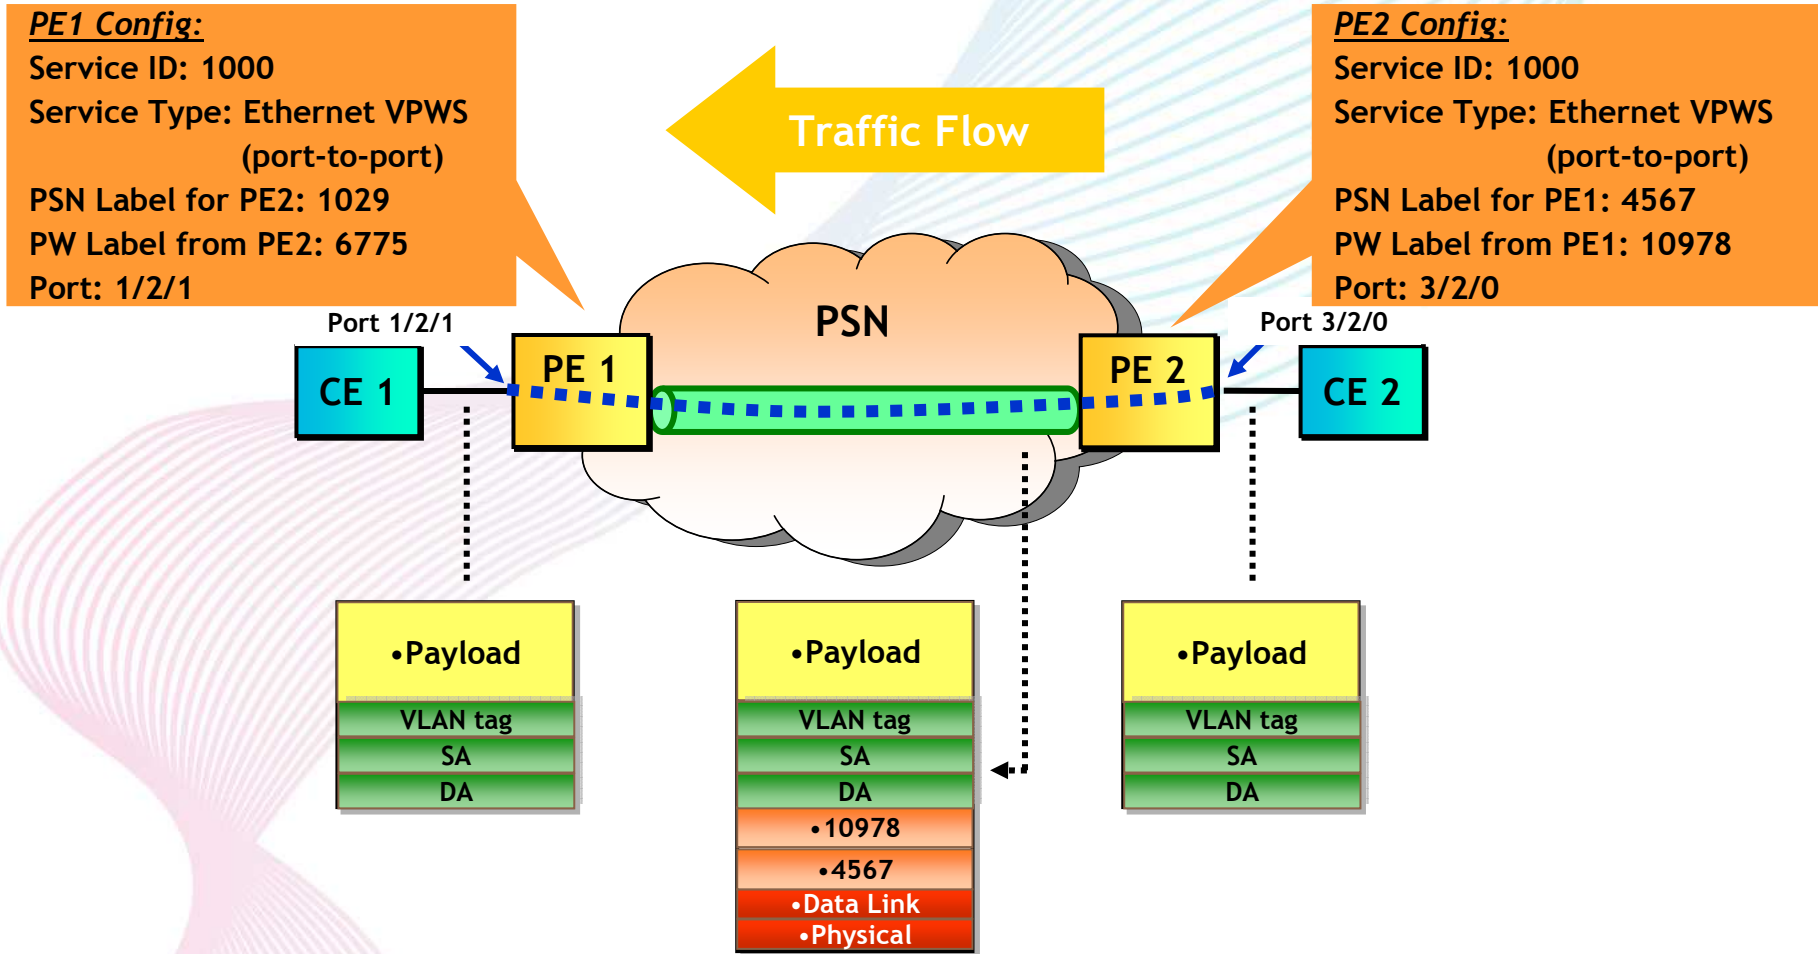 PE1 Config:
Service ID: 1000
Service Type: Ethernet VPWS
(port-to-port)
PSN Label for PE2: 1029
PW Label from PE2: 6775
Port: 1/2/1
Traffic Flow
PE2 Config:
Service ID: 1000
Service Type: Ethernet VPWS
(port-to-port)
PSN Label for PE1: 4567
PW Label from PE1: 10978
Port: 3/2/0
Port 1/2/1
PSN
Port 3/2/0
CE 1
PE 1
PE 2
CE 2
•Payload
VLAN tag
SA
DA
•Payload
VLAN tag
SA
DA
•10978
•4567
•Data Link
•Physical
•Payload
VLAN tag
SA
DA